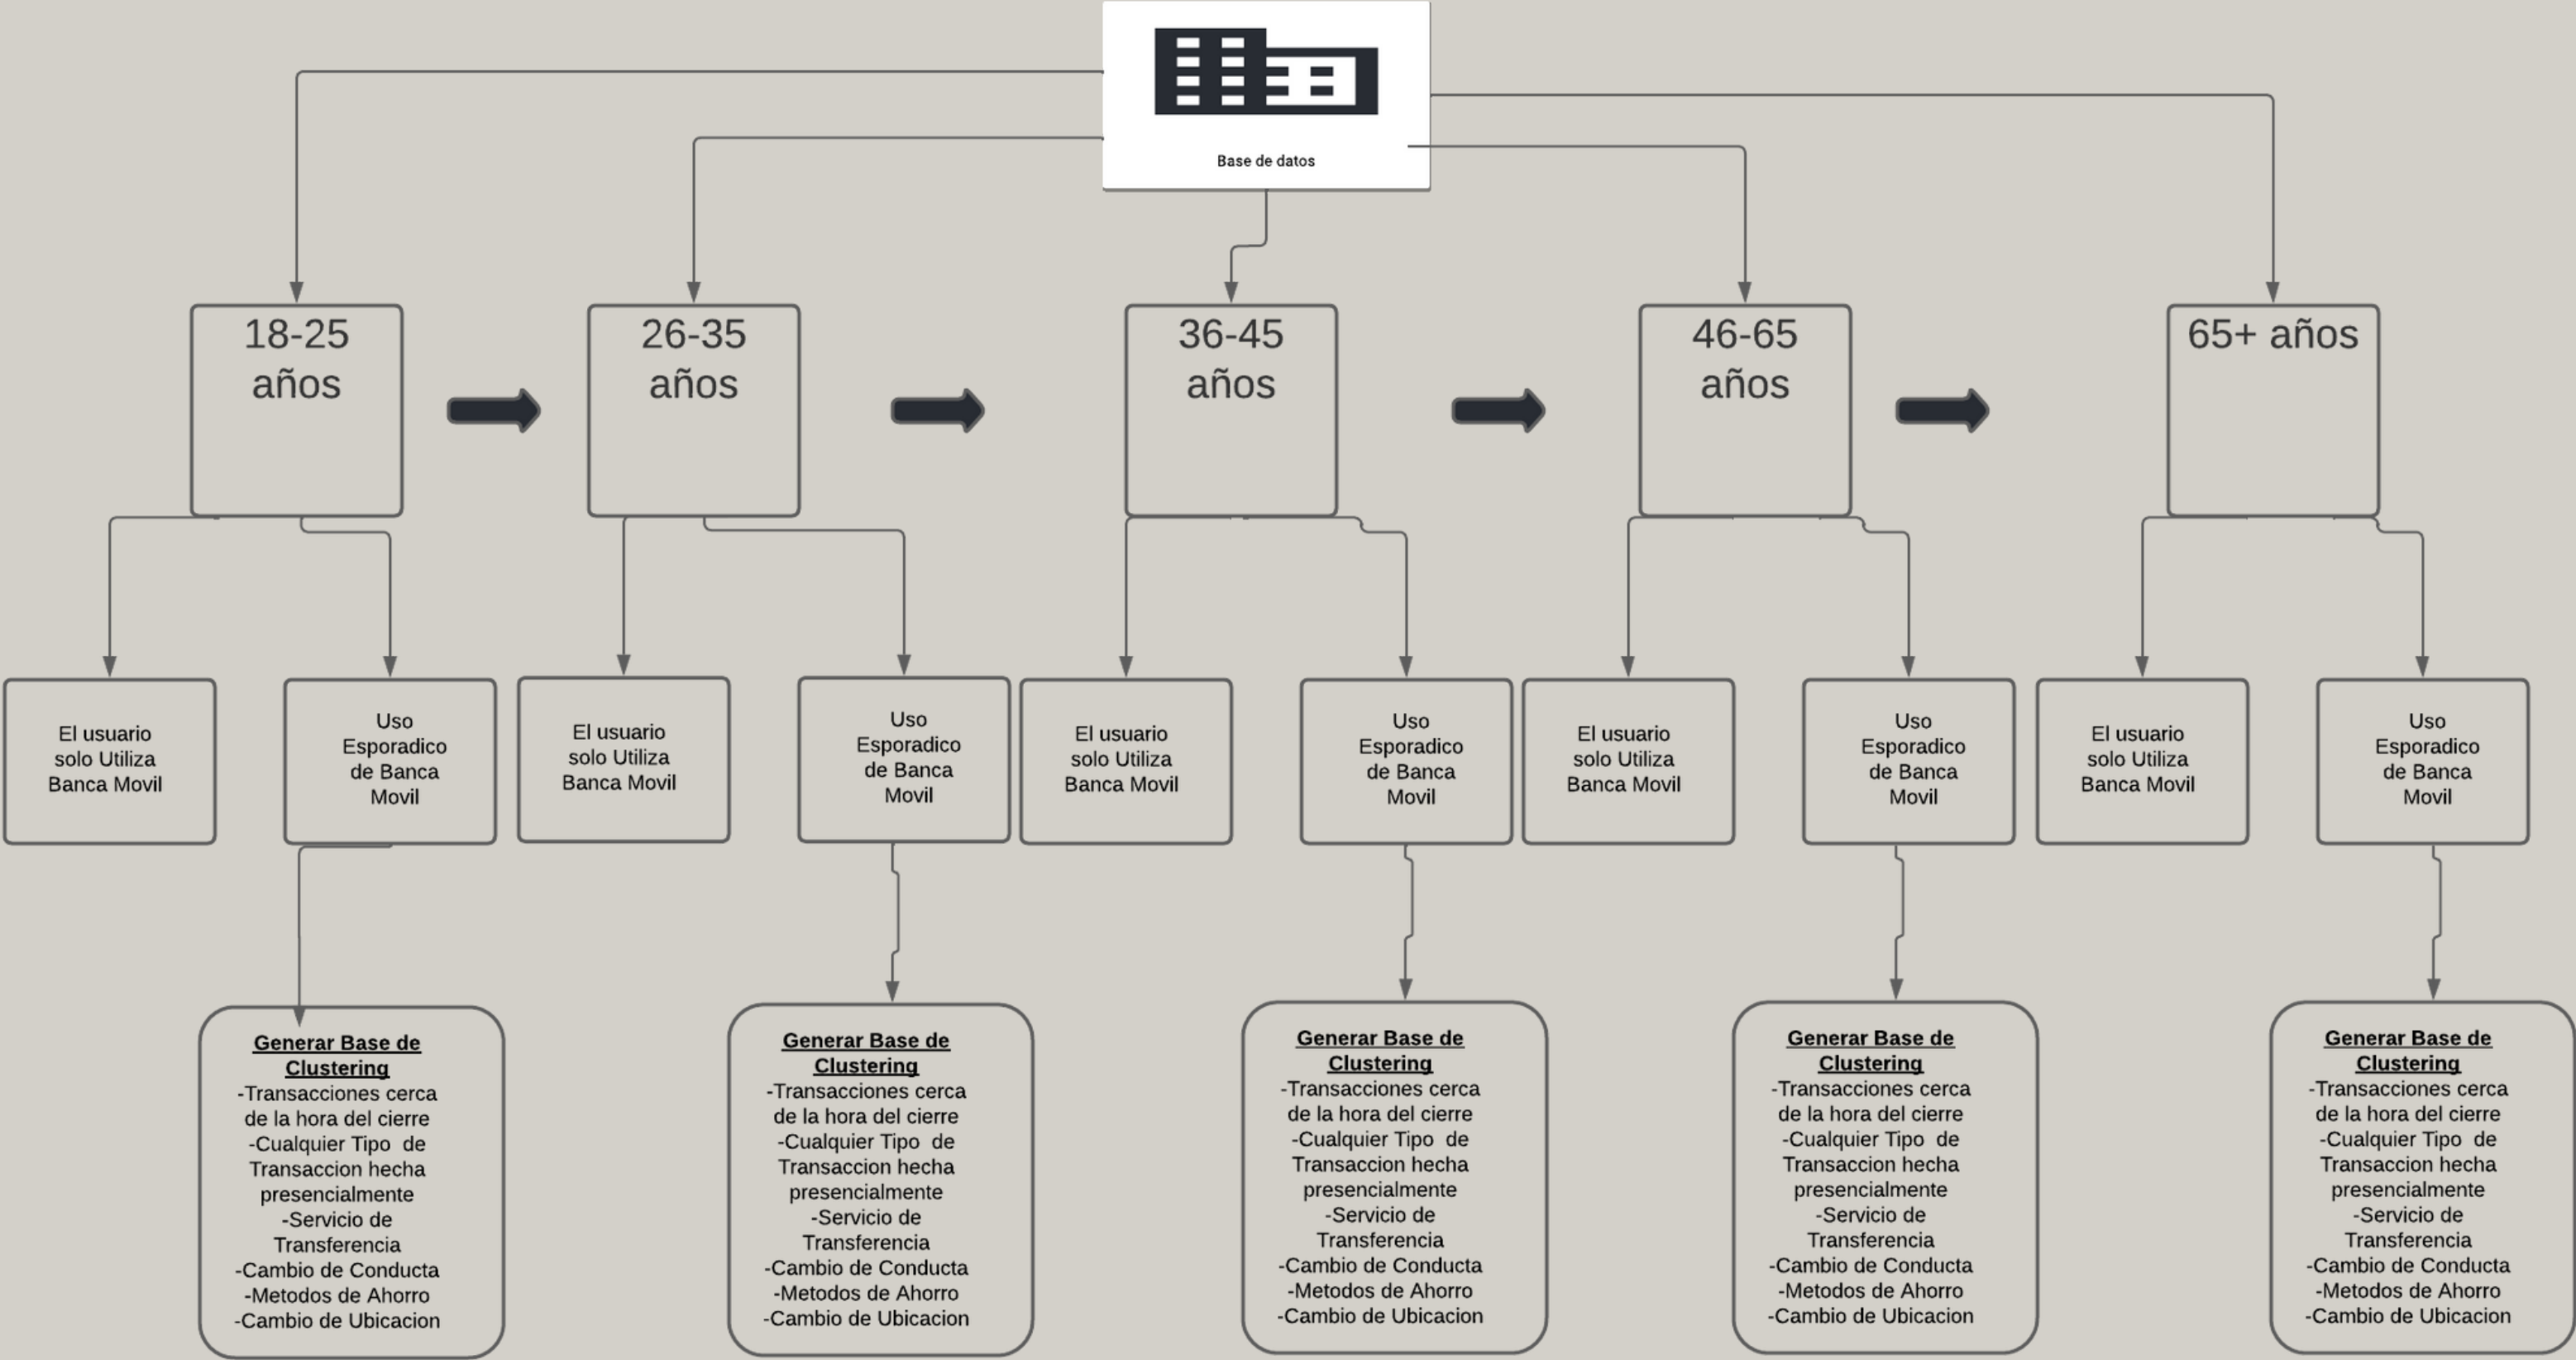 Base de datos
18-25
años
26-35
años
36-45
años
46-65
años
65+ años
El usuario
solo Utiliza
Banca Movil
Uso
Esporadico
de Banca
Movil
El usuario
solo Utiliza
Banca Movil
Uso
Esporadico
de Banca
Movil
El usuario
solo Utiliza
Banca Movil
Uso
Esporadico
de Banca
Movil
El usuario
solo Utiliza
Banca Movil
Uso
Esporadico
de Banca
Movil
El usuario
solo Utiliza
Banca Movil
Uso
Esporadico
de Banca
Movil
Generar Base de
Clustering
-Transacciones cerca
de la hora del cierre
-Cualquier Tipo  de
Transaccion hecha
presencialmente
-Servicio de
Transferencia
-Cambio de Conducta
-Metodos de Ahorro
-Cambio de Ubicacion
Generar Base de
Clustering
-Transacciones cerca
de la hora del cierre
-Cualquier Tipo  de
Transaccion hecha
presencialmente
-Servicio de
Transferencia
-Cambio de Conducta
-Metodos de Ahorro
-Cambio de Ubicacion
Generar Base de
Clustering
-Transacciones cerca
de la hora del cierre
-Cualquier Tipo  de
Transaccion hecha
presencialmente
-Servicio de
Transferencia
-Cambio de Conducta
-Metodos de Ahorro
-Cambio de Ubicacion
Generar Base de
Clustering
-Transacciones cerca
de la hora del cierre
-Cualquier Tipo  de
Transaccion hecha
presencialmente
-Servicio de
Transferencia
-Cambio de Conducta
-Metodos de Ahorro
-Cambio de Ubicacion
Generar Base de
Clustering
-Transacciones cerca
de la hora del cierre
-Cualquier Tipo  de
Transaccion hecha
presencialmente
-Servicio de
Transferencia
-Cambio de Conducta
-Metodos de Ahorro
-Cambio de Ubicacion